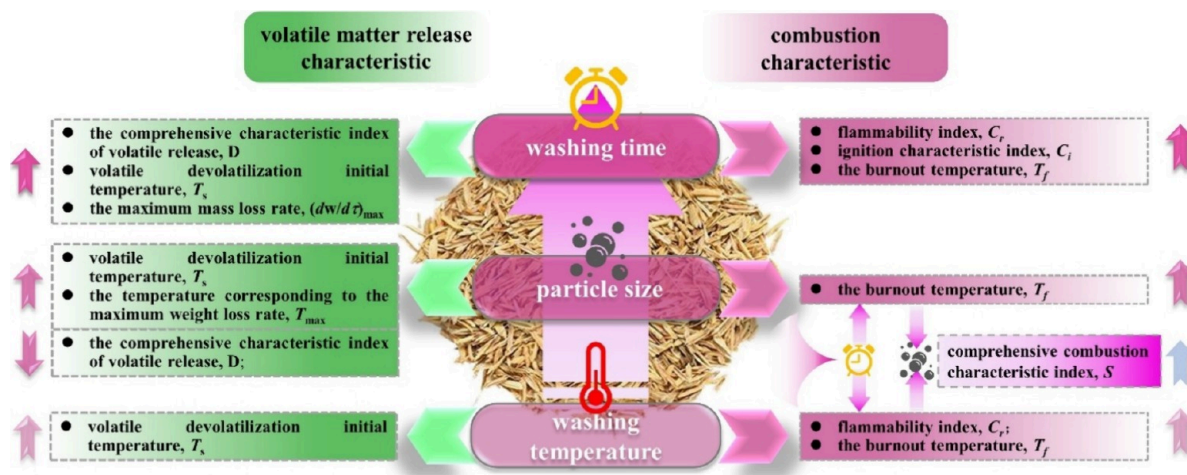 volatile matter release
characteristic
combustion
characteristic
● the comprehensive characteristic index
of volatile release, D
● volatile devolatilization initial
temperature, Tₛ
● the maximum mass loss rate, (dw/dτ)ₘₐₓ
washing time
● flammability index, Cᵣ
● ignition characteristic index, Cᵢ
● the burnout temperature, T_f
● volatile devolatilization initial
temperature, Tₛ
● the temperature corresponding to the
maximum weight loss rate, Tₘₐₓ
● the comprehensive characteristic index
of volatile release, D;
particle size
● the burnout temperature, T_f
comprehensive combustion
characteristic index, S
● volatile devolatilization initial
temperature, Tₛ
washing
temperature
● flammability index, Cᵣ;
● the burnout temperature, T_f